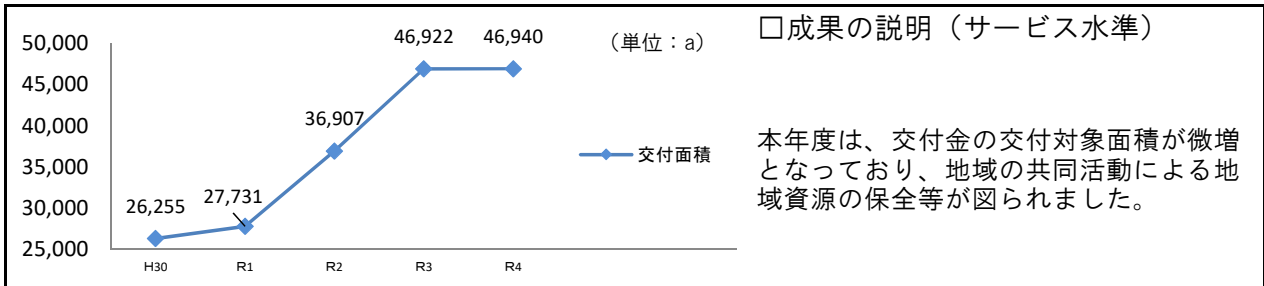 50,000
45,000
40,000
35,000
30,000
25,000
26,255
27,731
36,907
46,922
46,940
(単位：a)
交付面積
H30
R1
R2
R3
R4
□成果の説明（サービス水準）
本年度は、交付金の交付対象面積が微増
となっており、地域の共同活動による地
域資源の保全等が図られました。